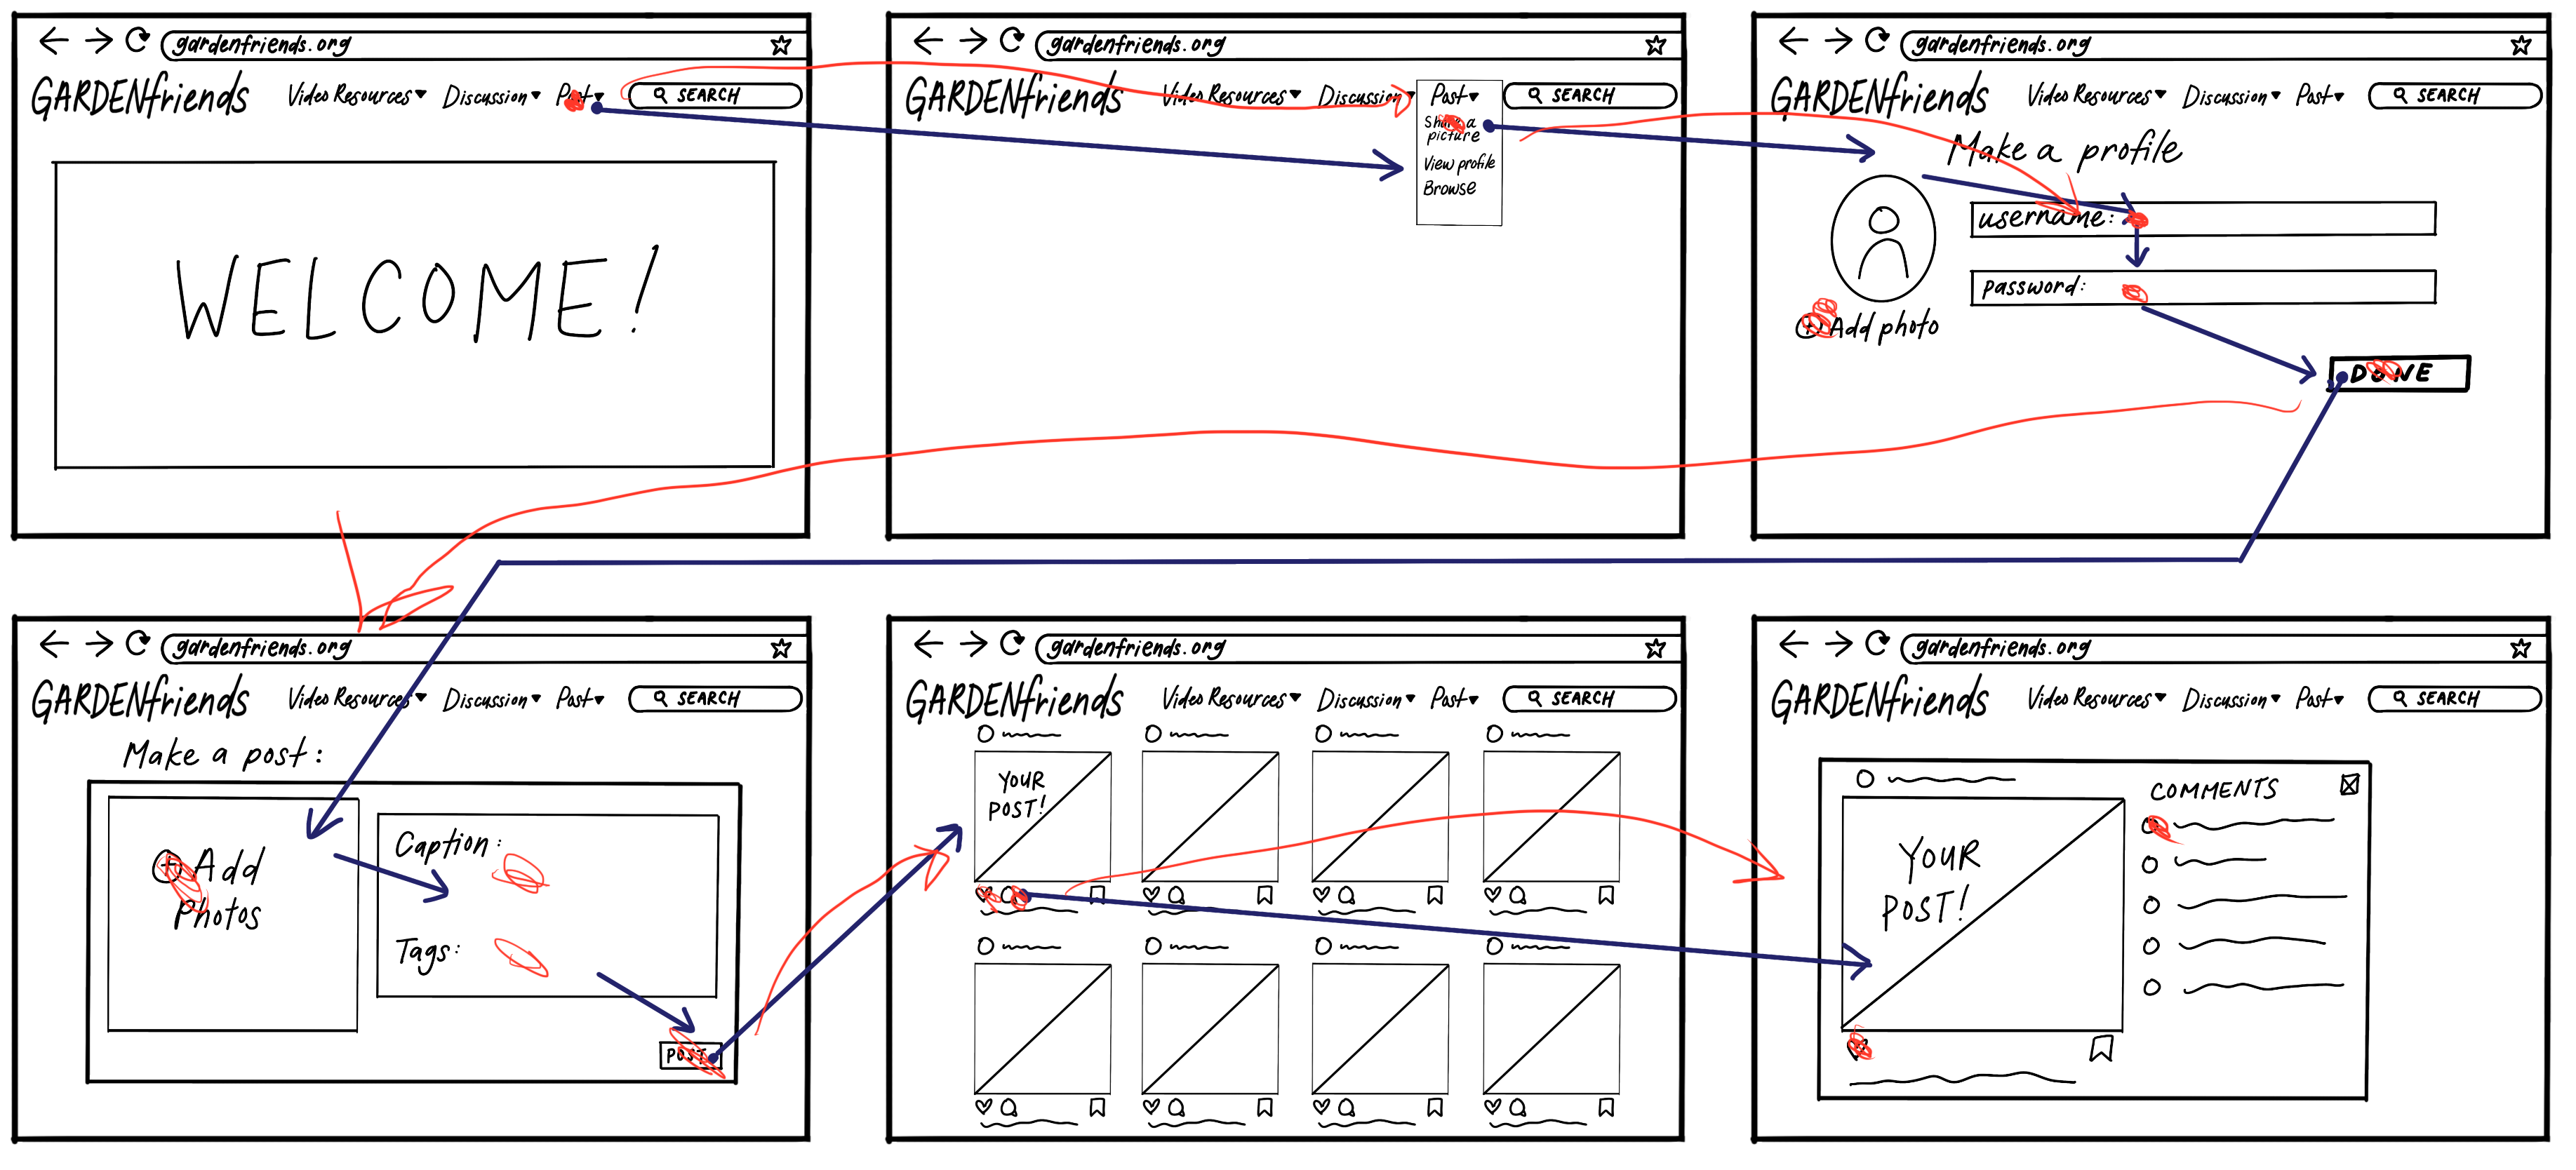 gardenfriends.org
GARDENfriends Video Resources Discussion Post SEARCH
WELCOME!
gardenfriends.org
GARDENfriends Video Resources Discussion Post SEARCH
Share a
picture
View profile
Browse
gardenfriends.org
GARDENfriends Video Resources Discussion Post SEARCH
Make a profile
username:
password:
Add photo
DONE
gardenfriends.org
GARDENfriends Video Resources Discussion Post SEARCH
Make a post:
Add
Photos
Caption:
Tags:
POST
gardenfriends.org
GARDENfriends Video Resources Discussion Post SEARCH
YOUR
POST!
gardenfriends.org
GARDENfriends Video Resources Discussion Post SEARCH
YOUR
POST!
COMMENTS